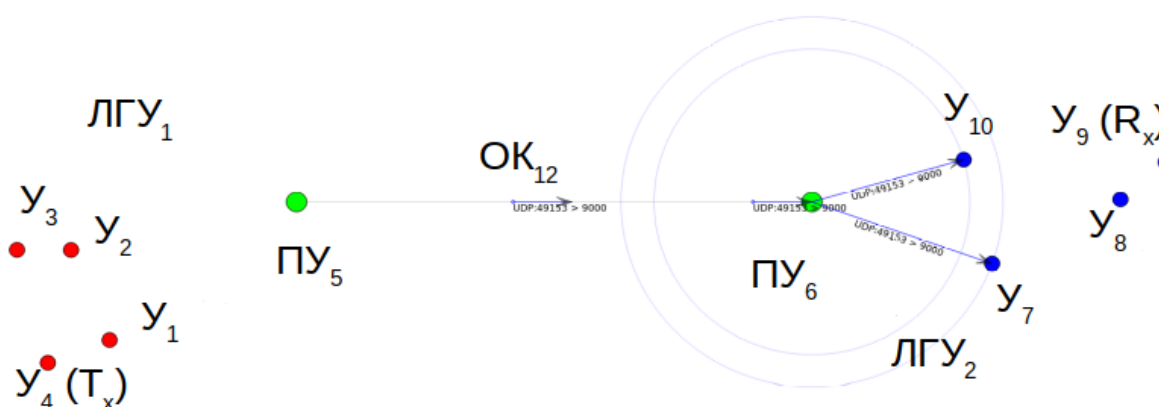 ЛГУ₁
У₃
У₂
У₁
У₄ (Tₓ)
ПУ₅
ОК₁₂
UDP:49153 > 9000
UDP:49153 > 9000
ПУ₆
UDP:49153 > 9000
UDP:49153 > 9000
У₁₀
У₇
ЛГУ₂
У₉ (Rₓ)
У₈